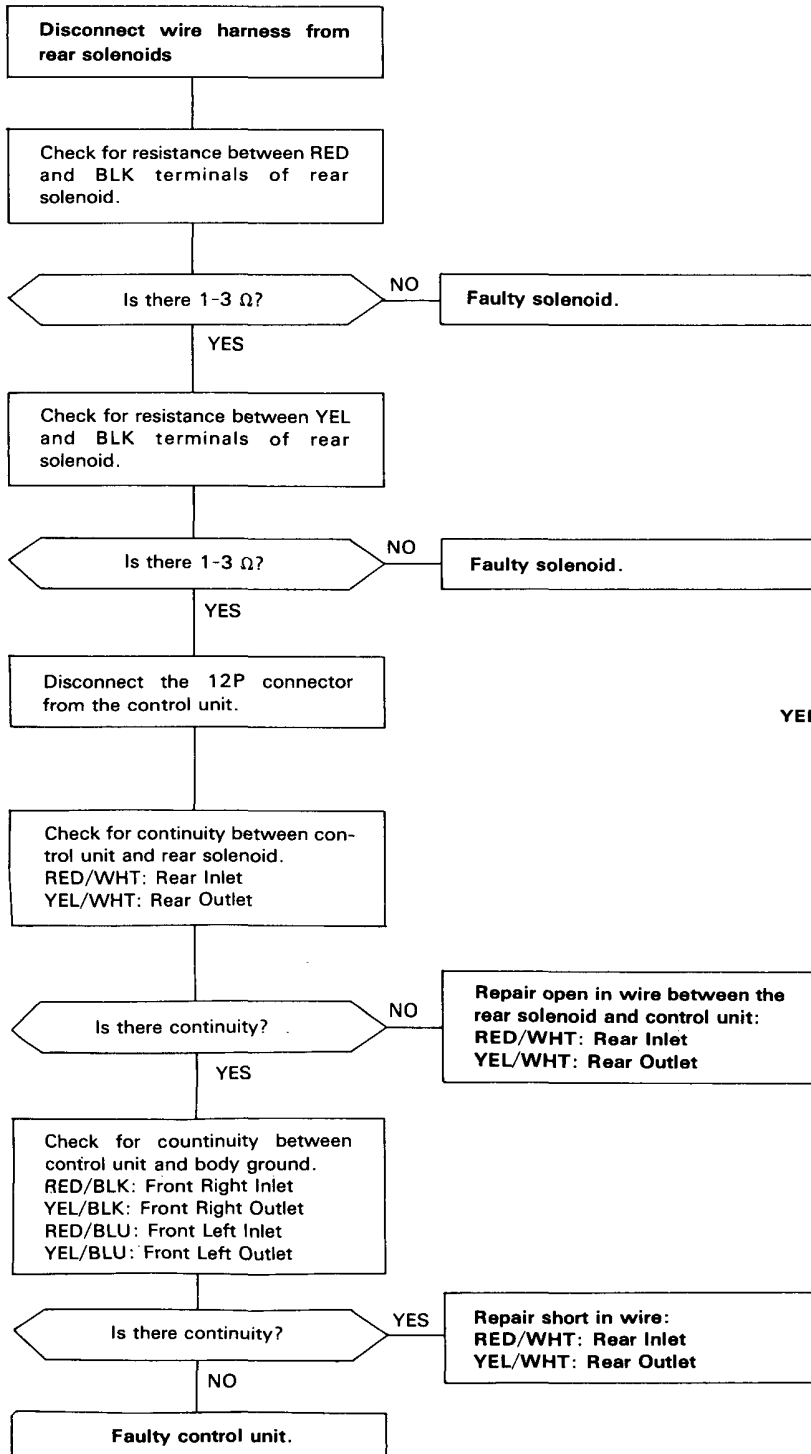 Disconnect wire harness from
rear solenoids
Check for resistance between RED
and BLK terminals of rear
solenoid.
Is there 1-3 Ω?
NO
Faulty solenoid.
YES
Check for resistance between YEL
and BLK terminals of rear
solenoid.
Is there 1-3 Ω?
NO
Faulty solenoid.
YES
Disconnect the 12P connector
from the control unit.
YEL
Check for continuity between con-
trol unit and rear solenoid.
RED/WHT: Rear Inlet
YEL/WHT: Rear Outlet
Is there continuity?
NO
Repair open in wire between the
rear solenoid and control unit:
RED/WHT: Rear Inlet
YEL/WHT: Rear Outlet
YES
Check for countinuity between
control unit and body ground.
RED/BLK: Front Right Inlet
YEL/BLK: Front Right Outlet
RED/BLU: Front Left Inlet
YEL/BLU: Front Left Outlet
Is there continuity?
YES
Repair short in wire:
RED/WHT: Rear Inlet
YEL/WHT: Rear Outlet
NO
Faulty control unit.